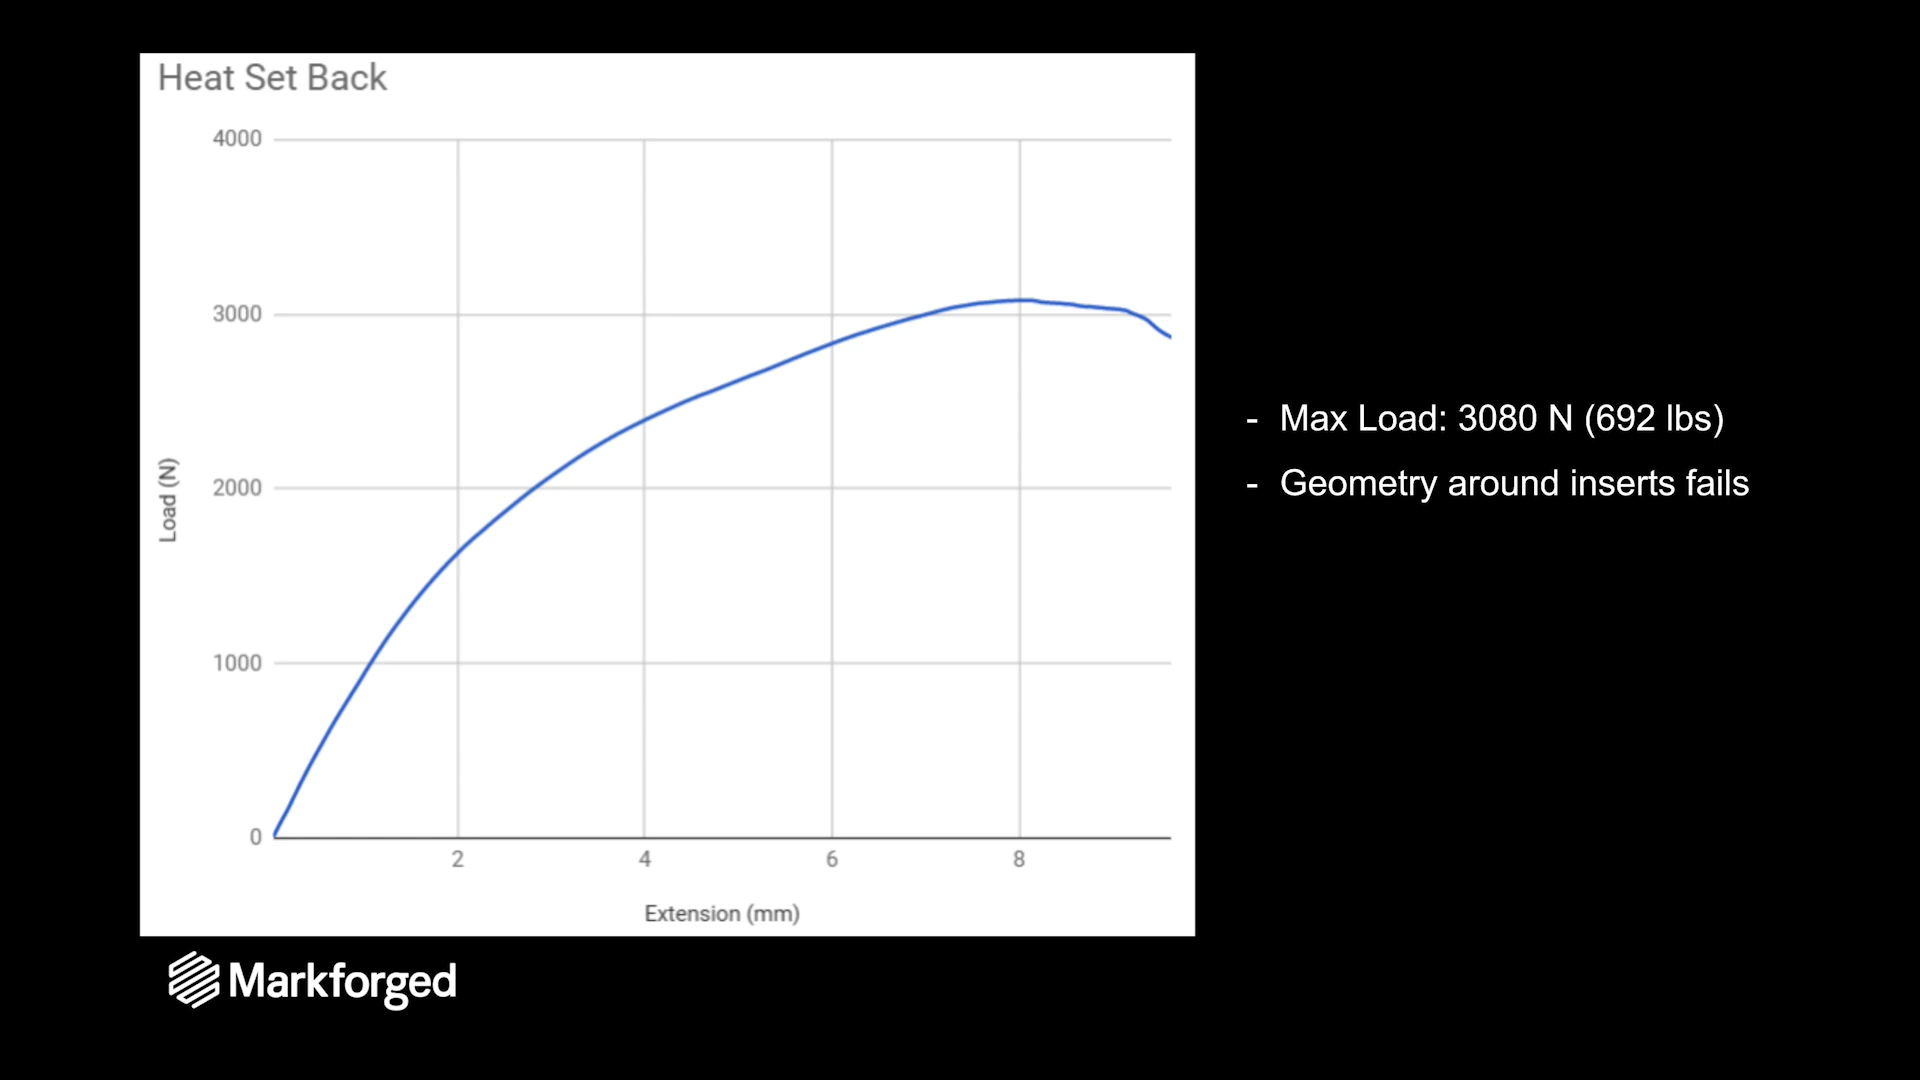 Heat Set Back
4000
3000
2000
1000
0
Load (N)
2 4 6 8
Extension (mm)
- Max Load: 3080 N (692 lbs)
- Geometry around inserts fails
Markforged